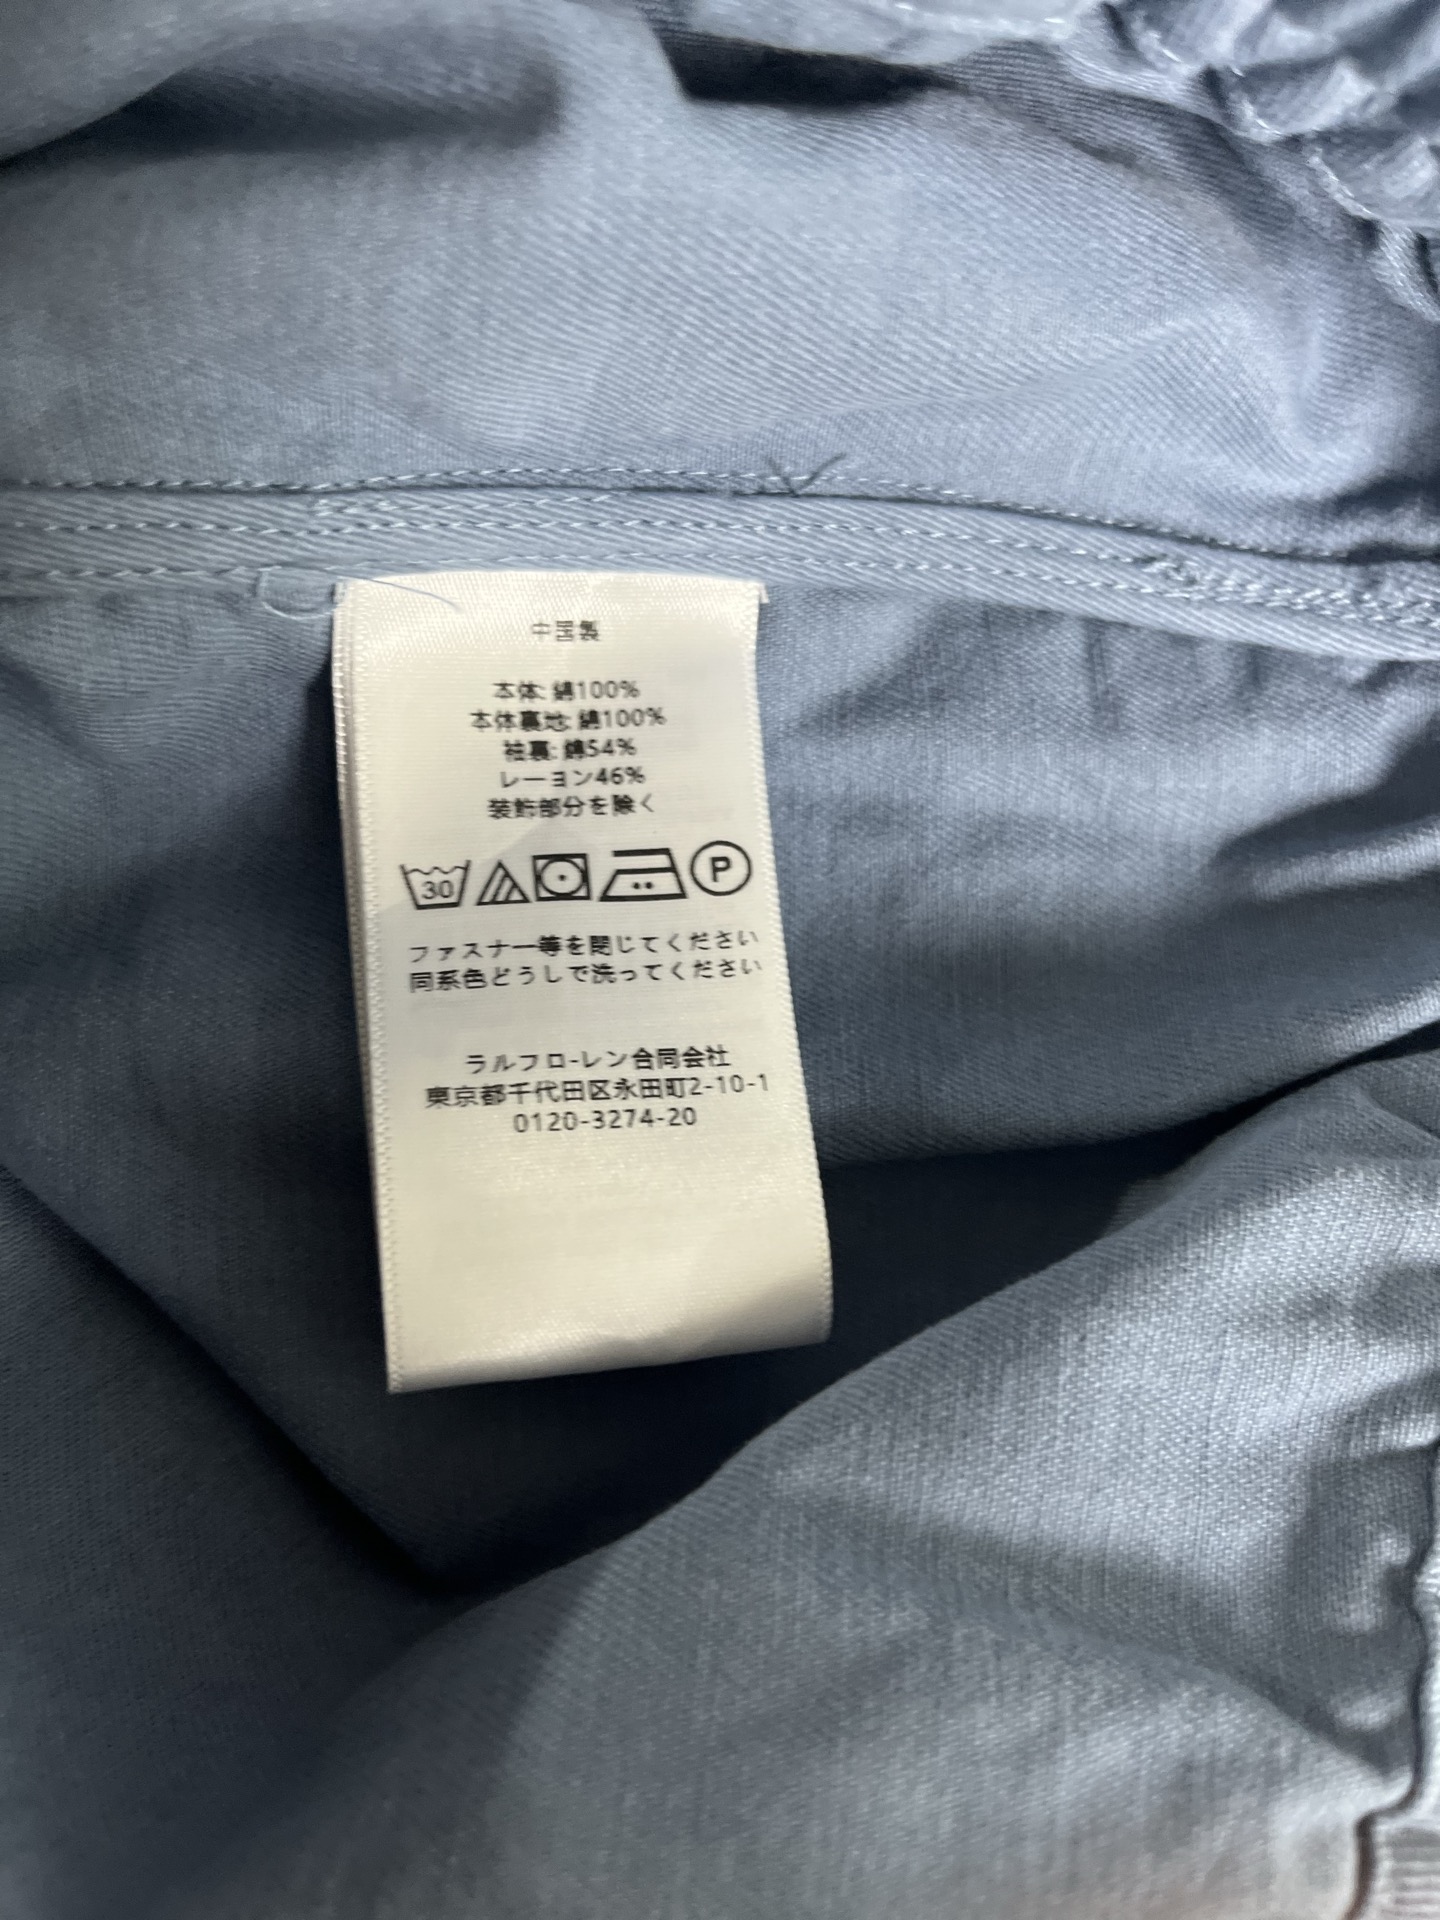 中国製
本体: 綿100%
本体裏地: 綿100%
袖裏: 綿54%
レーヨン46%
装飾部分を除く
30 P
ファスナー等を閉じてください
同系色どうしで洗ってください
ラルフローレン合同会社
東京都千代田区永田町2-10-1
0120-3274-20